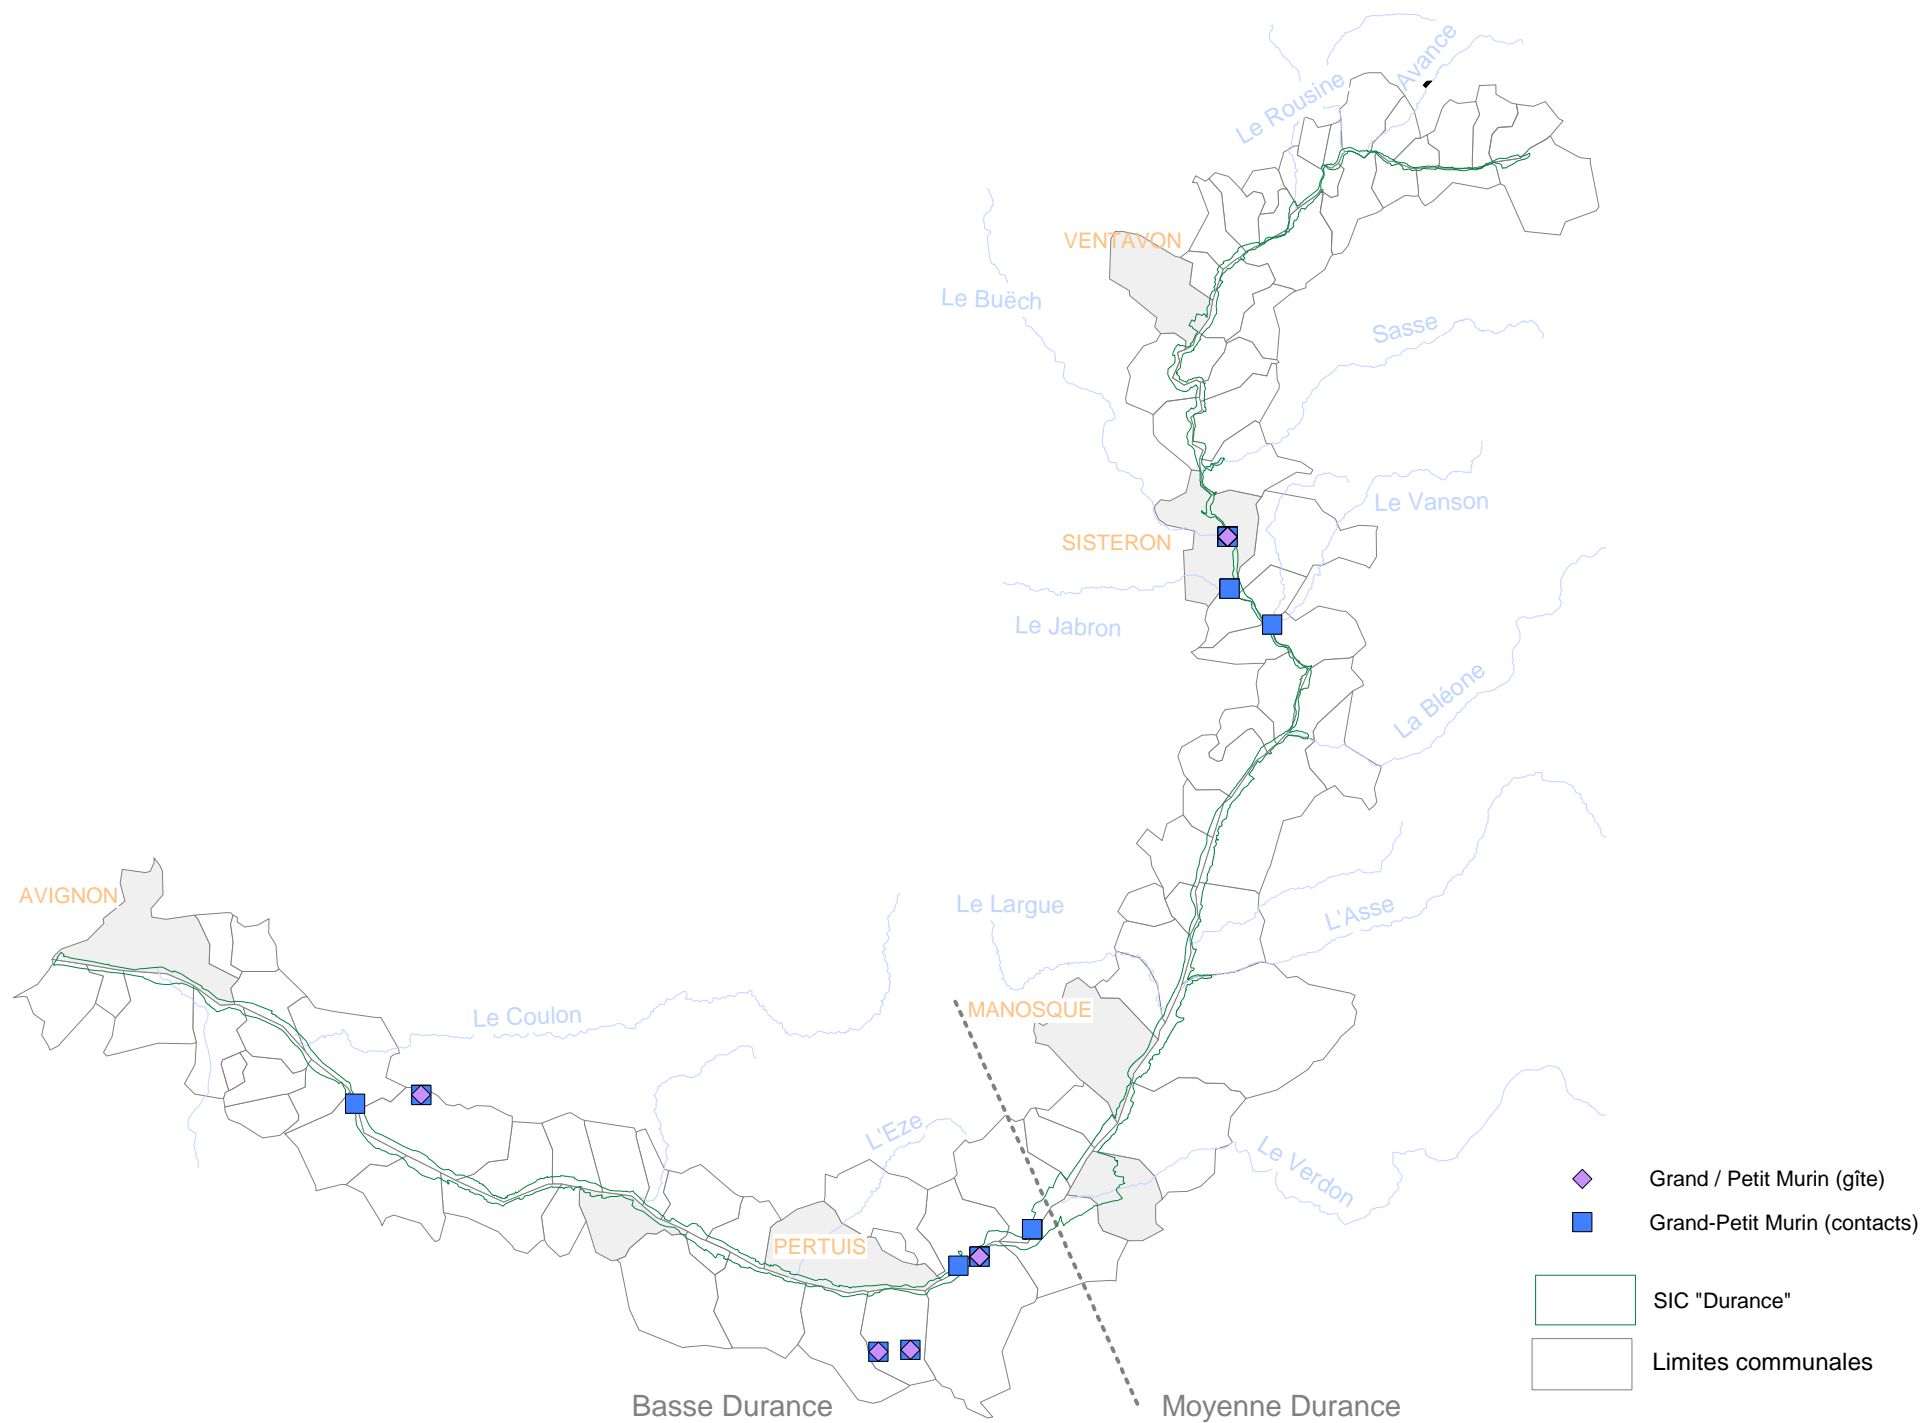 Avance
Le Rousine
VENTAVON
Le Buëch
Sasse
Le Vanson
SISTERON
Le Jabron
La Bléone
AVIGNON
Le Largue
L'Asse
MANOSQUE
Le Coulon
L'Eze
Le Verdon
PERTUIS
Grand / Petit Murin (gîte)
Grand-Petit Murin (contacts)
SIC "Durance"
Limites communales
Basse Durance
Moyenne Durance